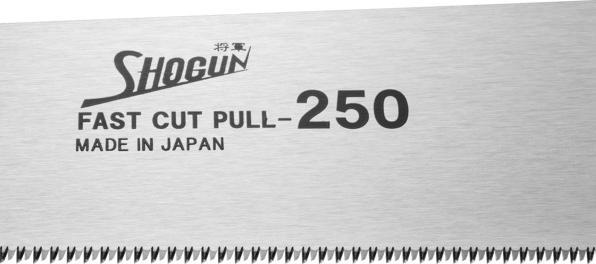 将軍
SHOGUN
FAST CUT PULL-250
MADE IN JAPAN